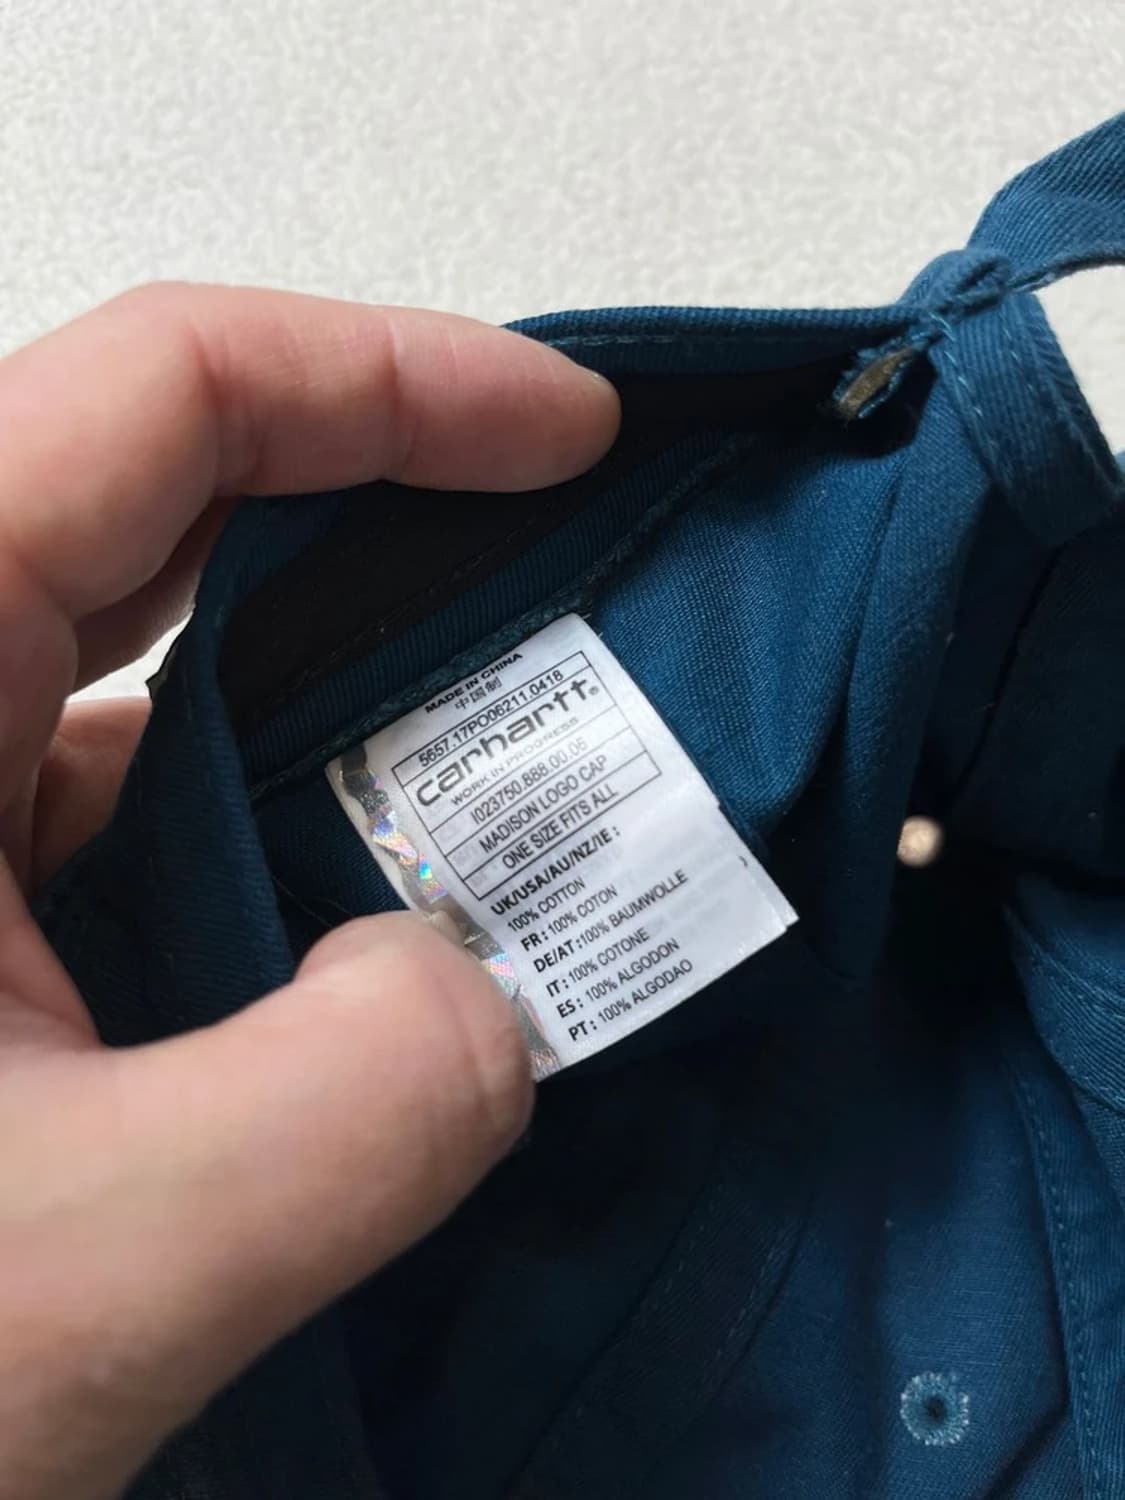 MADE IN CHINA
中国制
5657.17PO06211.0418
carhartt®
WORK IN PROGRESS
I023750.888.00.06
MADISON LOGO CAP
ONE SIZE FITS ALL
UK/USA/AU/NZ/IE :
100% COTTON
FR : 100% COTON
DE/AT :100% BAUMWOLLE
IT : 100% COTONE
ES : 100% ALGODON
PT : 100% ALGODAO